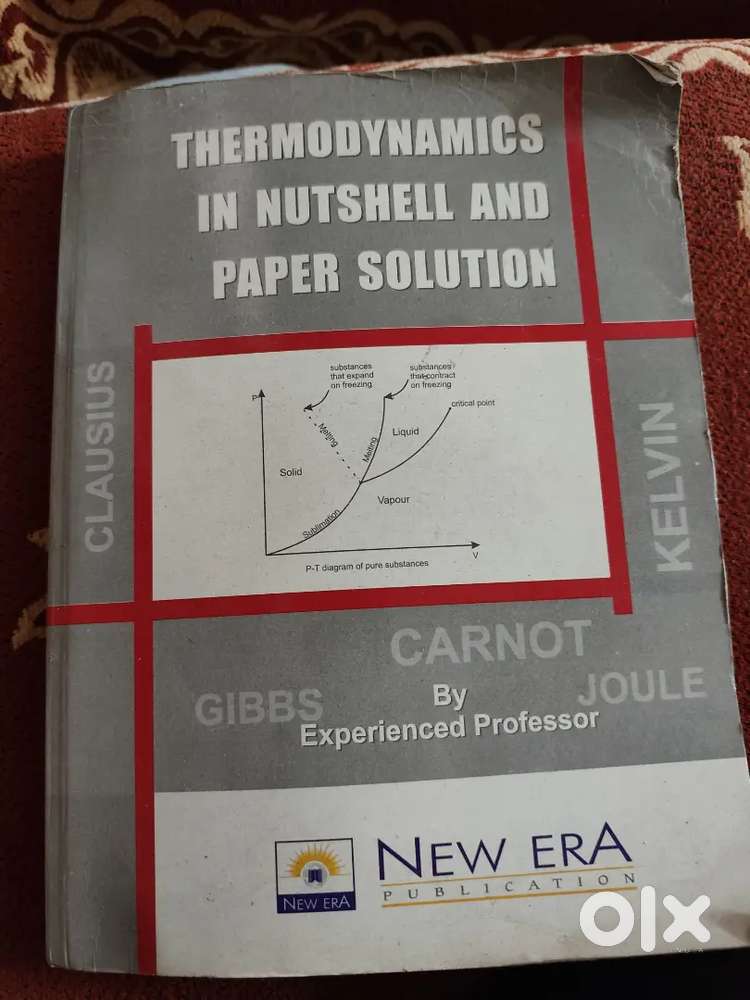 THERMODYNAMICS
IN NUTSHELL AND
PAPER SOLUTION
CLAUSIUS
KELVIN
substances
that expand
on freezing
substances
that contract
on freezing
P
critical point
Melting
Melting
Liquid
Solid
Vapour
Sublimation
V
P-T diagram of pure substances
CARNOT
GIBBS
By
JOULE
Experienced Professor
NEW ERA
NEW ERA
PUBLICATION
olx